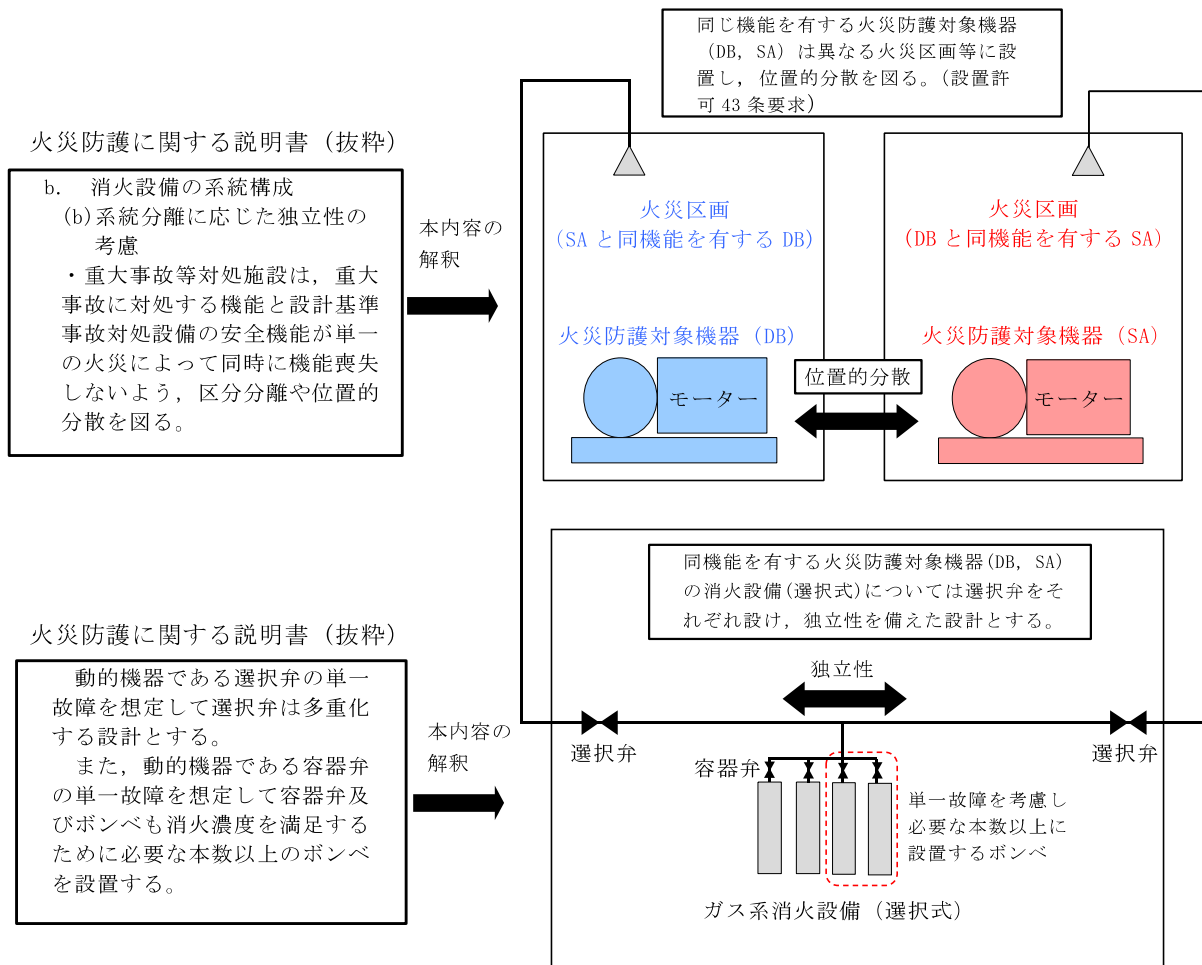 同じ機能を有する火災防護対象機器
(DB, SA) は異なる火災区画等に設
置し，位置的分散を図る。(設置許
可 43 条要求)
火災防護に関する説明書（抜粋）
b.　消火設備の系統構成
(b)系統分離に応じた独立性の
考慮
・重大事故等対処施設は，重大
事故に対処する機能と設計基準
事故対処設備の安全機能が単一
の火災によって同時に機能喪失
しないよう，区分分離や位置的
分散を図る。
本内容の
解釈
火災区画
(SA と同機能を有する DB)
火災防護対象機器（DB）
モーター
位置的分散
火災区画
(DB と同機能を有する SA)
火災防護対象機器（SA）
モーター
火災防護に関する説明書（抜粋）
動的機器である選択弁の単一
故障を想定して選択弁は多重化
する設計とする。
また，動的機器である容器弁
の単一故障を想定して容器弁及
びボンベも消火濃度を満足する
ために必要な本数以上のボンベ
を設置する。
本内容の
解釈
同機能を有する火災防護対象機器(DB, SA)
の消火設備(選択式)については選択弁をそ
れぞれ設け，独立性を備えた設計とする。
独立性
選択弁
選択弁
容器弁
単一故障を考慮し
必要な本数以上に
設置するボンベ
ガス系消火設備（選択式）